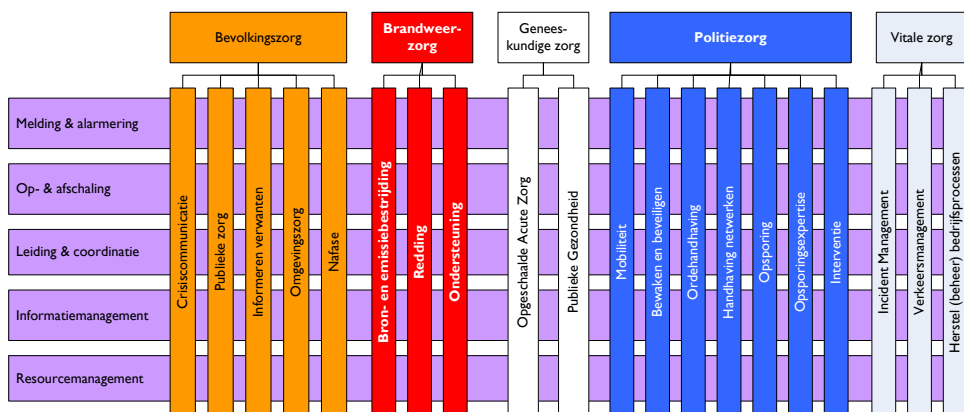 Bevolkingszorg
Brandweer-
zorg
Genees-
kundige zorg
Politiezorg
Vitale zorg
Melding & alarmering
Op- & afschaling
Leiding & coordinatie
Informatiemanagement
Resourcemanagement
Crisiscommunicatie
Publieke zorg
Informeren verwanten
Omgevingszorg
Nafase
Bron- en emissiebestrijding
Redding
Ondersteuning
Opgeschaalde Acute Zorg
Publieke Gezondheid
Mobiliteit
Bewaken en beveiligen
Ordehandhaving
Handhaving netwerken
Opsporing
Opsporingsexpertise
Interventie
Incident Management
Verkeersmanagement
Herstel (beheer) bedrijfsprocessen